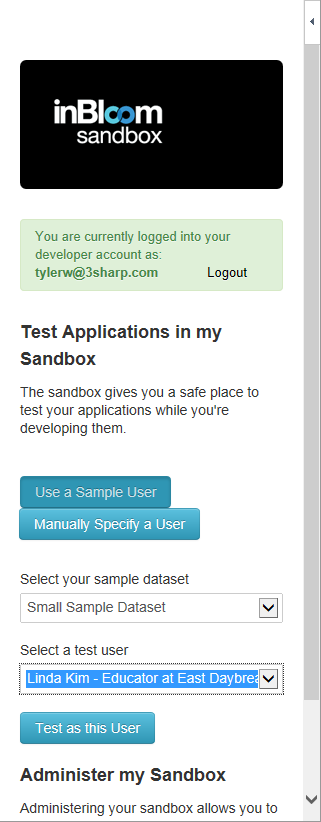 inBloom
sandbox
You are currently logged into your
developer account as:
tylerw@3sharp.com Logout
Test Applications in my
Sandbox
The sandbox gives you a safe place to
test your applications while you're
developing them.
Use a Sample User
Manually Specify a User
Select your sample dataset
Small Sample Dataset
Select a test user
Linda Kim - Educator at East Daybrea
Test as this User
Administer my Sandbox
Administering your sandbox allows you to